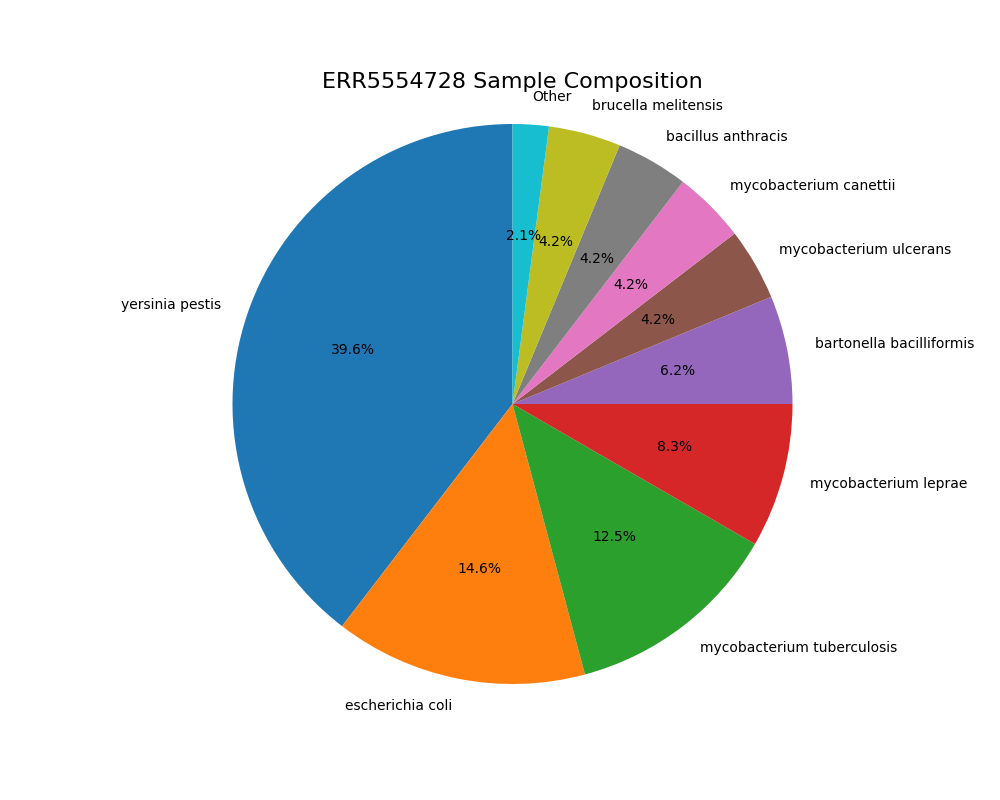 ERR5554728 Sample Composition
Other
brucella melitensis
bacillus anthracis
mycobacterium canettii
mycobacterium ulcerans
bartonella bacilliformis
mycobacterium leprae
mycobacterium tuberculosis
escherichia coli
yersinia pestis
2.1%
4.2%
4.2%
4.2%
4.2%
6.2%
8.3%
12.5%
14.6%
39.6%